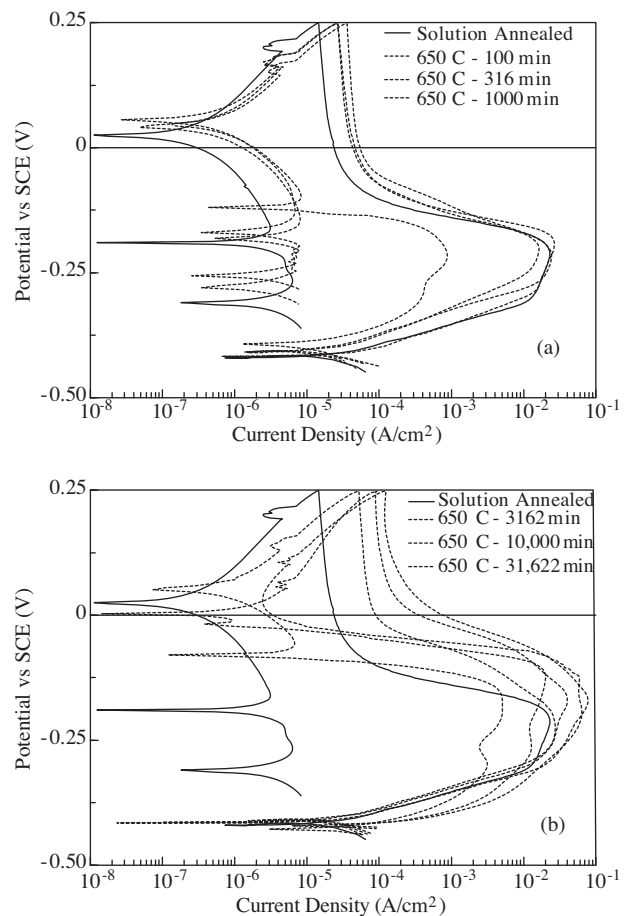 0.25
0
-0.25
-0.50
Potential vs SCE (V)
Solution Annealed
650 C - 100 min
650 C - 316 min
650 C - 1000 min
(a)
10-8 10-7 10-6 10-5 10-4 10-3 10-2 10-1
Current Density (A/cm2)
0.25
0
-0.25
-0.50
Potential vs SCE (V)
Solution Annealed
650 C - 3162 min
650 C - 10,000 min
650 C - 31,622 min
(b)
10-8 10-7 10-6 10-5 10-4 10-3 10-2 10-1
Current Density (A/cm2)